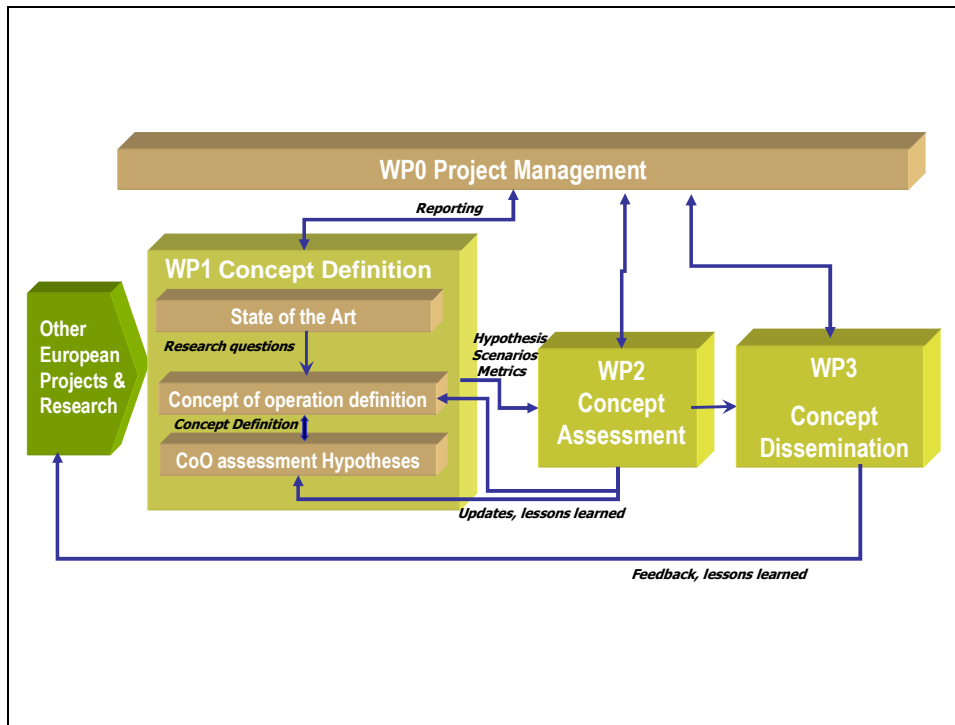 WP0 Project Management
Reporting
WP1 Concept Definition
State of the Art
Research questions
Concept of operation definition
Concept Definition
CoO assessment Hypotheses
Other
European
Projects &
Research
Hypothesis
Scenarios
Metrics
WP2
Concept
Assessment
WP3
Concept
Dissemination
Updates, lessons learned
Feedback, lessons learned